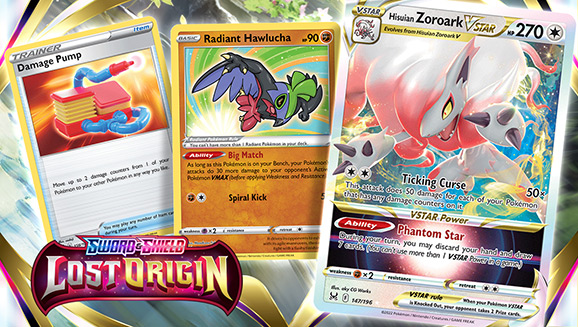 TRAINER
Item
Damage Pump
Move up to 2 damage counters from 1 of your
Pokémon to your other Pokémon in any way you like.
You may play any number of Item
BASIC
Radiant Hawlucha
HP 90
Radiant Pokémon Rule
You can't have more than 1 Radiant Pokémon in your deck.
Ability Big Match
As long as this Pokémon is on your Bench, your Pokémon's
attacks do 30 more damage to your opponent's Active
Pokémon VMAX (before applying Weakness and Resistance).
Spiral Kick
weakness ×2 resistance
VSTAR
Hisuian Zoroark VSTAR
HP 270
Evolves from Hisuian Zoroark V
Ticking Curse
50×
This attack does 50 damage for each of your Pokémon
that has any damage counters on it.
VSTAR Power
Ability Phantom Star
During your turn, you may discard your hand and draw
7 cards. (You can't use more than 1 VSTAR Power in a game.)
weakness ×2 resistance retreat
VSTAR rule
When your Pokémon VSTAR
is Knocked Out, your opponent takes 2 Prize cards.
Illus. aky CG Works
147/196
©2022 Pokémon / Nintendo / Creatures / GAME FREAK
SWORD & SHIELD
LOST ORIGIN